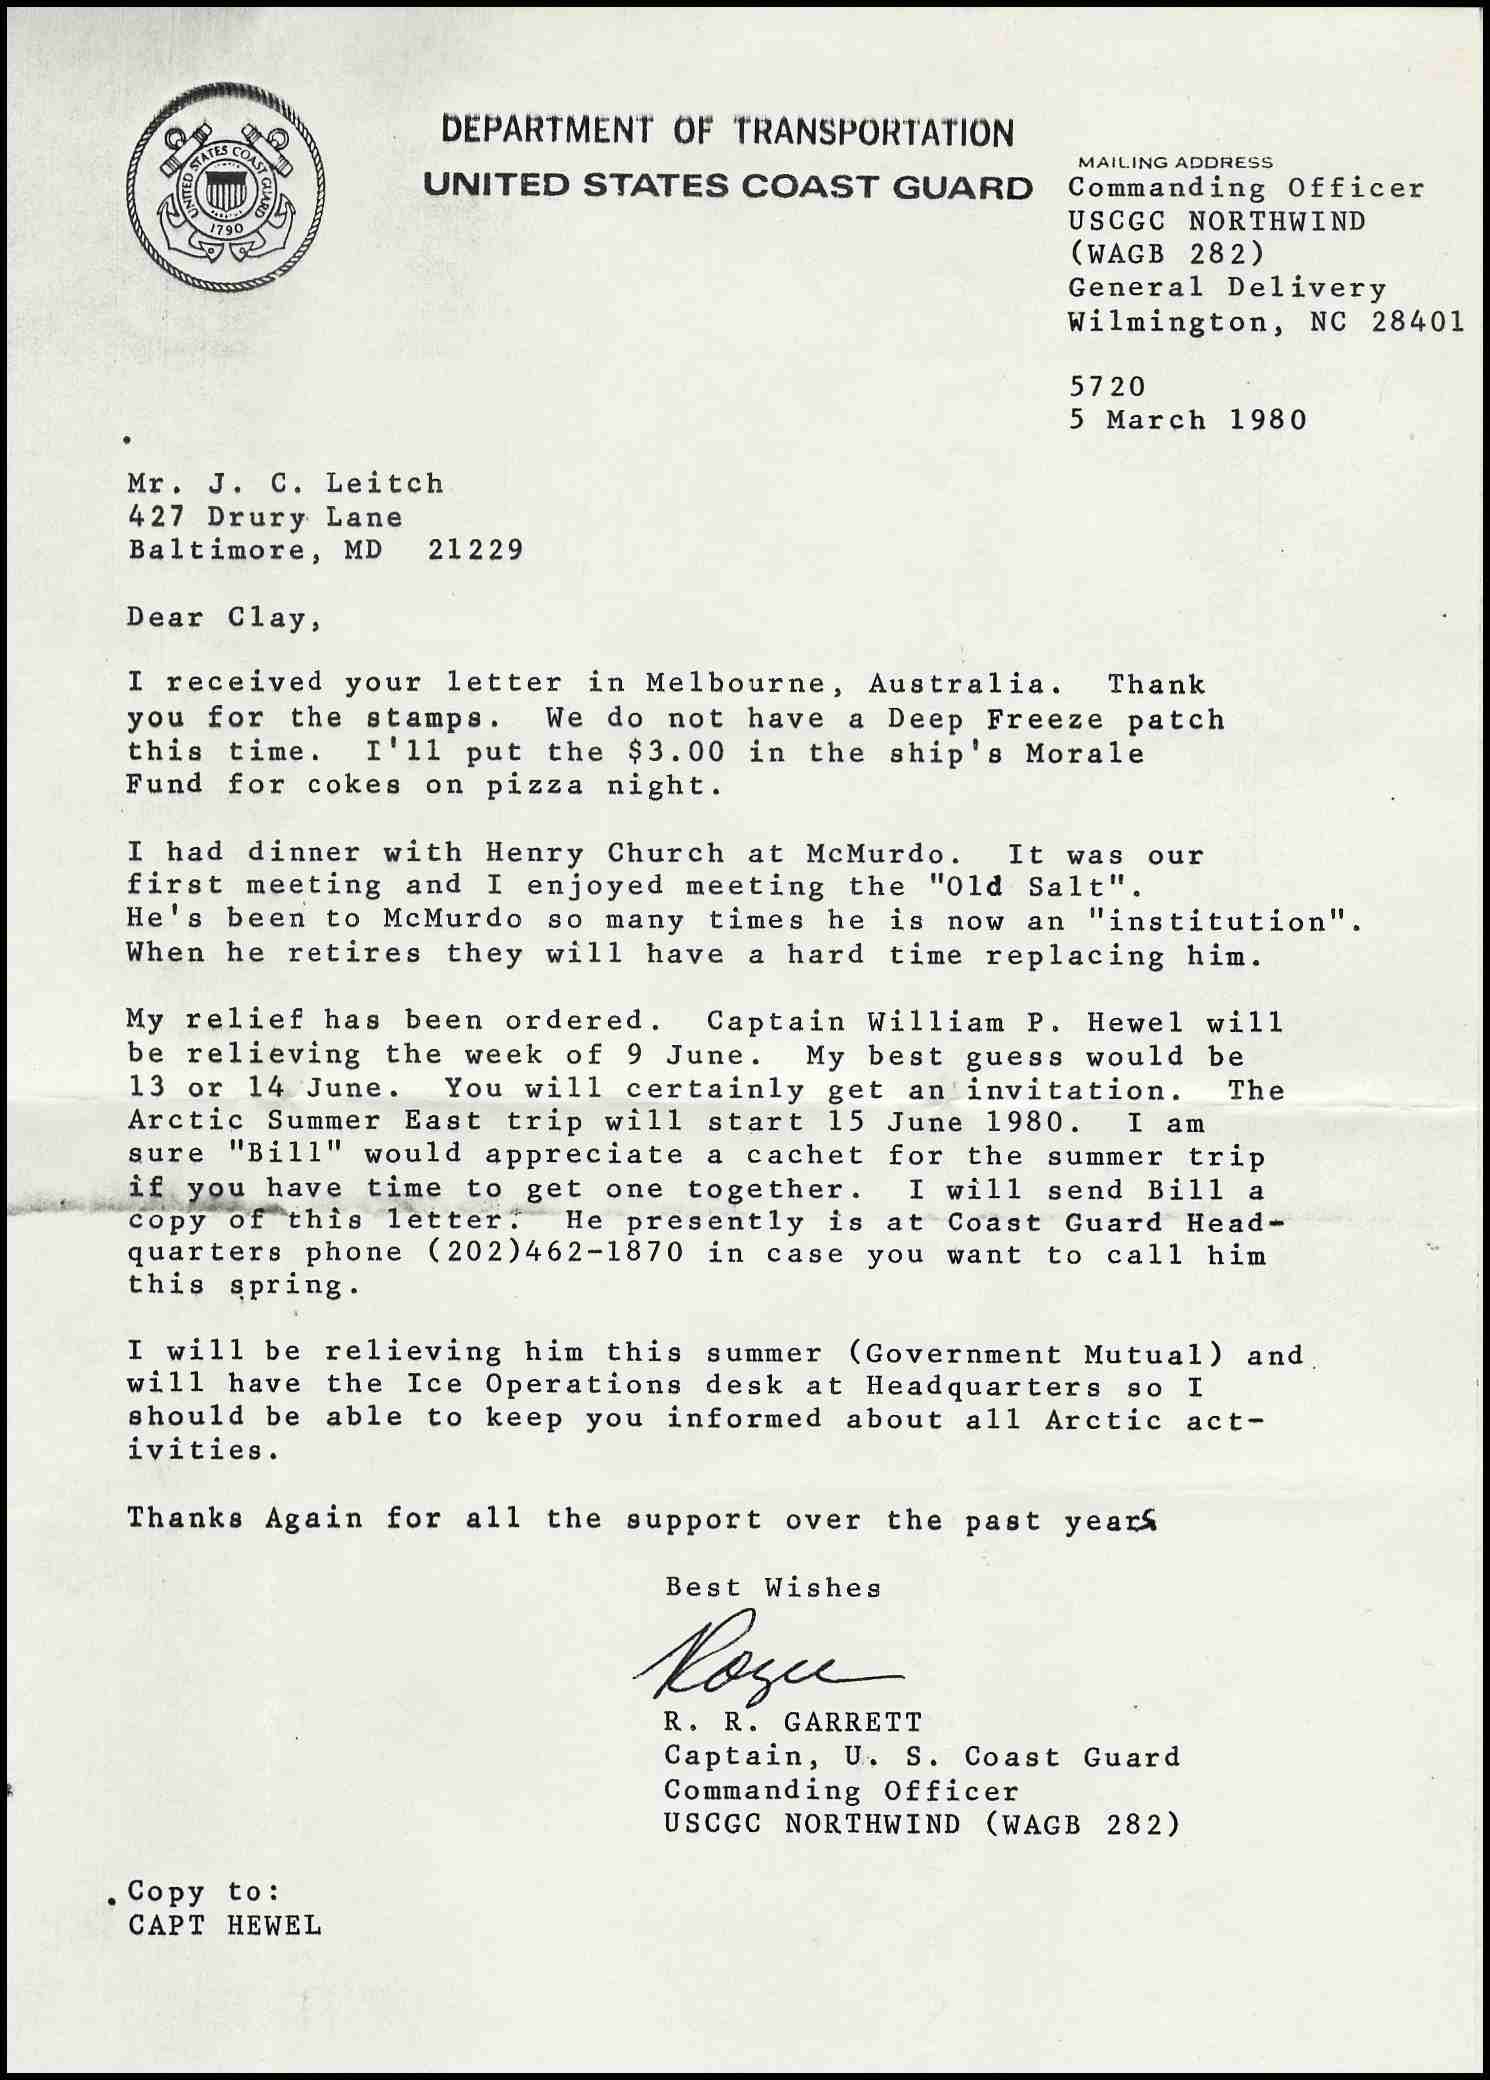 UNITED STATES COAST GUARD
1790
DEPARTMENT OF TRANSPORTATION
UNITED STATES COAST GUARD
MAILING ADDRESS
Commanding Officer
USCGC NORTHWIND
(WAGB 282)
General Delivery
Wilmington, NC 28401
5720
5 March 1980
Mr. J. C. Leitch
427 Drury Lane
Baltimore, MD 21229
Dear Clay,
I received your letter in Melbourne, Australia. Thank
you for the stamps. We do not have a Deep Freeze patch
this time. I'll put the $3.00 in the ship's Morale
Fund for cokes on pizza night.
I had dinner with Henry Church at McMurdo. It was our
first meeting and I enjoyed meeting the "Old Salt".
He's been to McMurdo so many times he is now an "institution".
When he retires they will have a hard time replacing him.
My relief has been ordered. Captain William P. Hewel will
be relieving the week of 9 June. My best guess would be
13 or 14 June. You will certainly get an invitation. The
Arctic Summer East trip will start 15 June 1980. I am
sure "Bill" would appreciate a cachet for the summer trip
if you have time to get one together. I will send Bill a
copy of this letter. He presently is at Coast Guard Head-
quarters phone (202)462-1870 in case you want to call him
this spring.
I will be relieving him this summer (Government Mutual) and
will have the Ice Operations desk at Headquarters so I
should be able to keep you informed about all Arctic act-
ivities.
Thanks Again for all the support over the past years
Best Wishes
R. R. GARRETT
Captain, U. S. Coast Guard
Commanding Officer
USCGC NORTHWIND (WAGB 282)
Copy to:
CAPT HEWEL